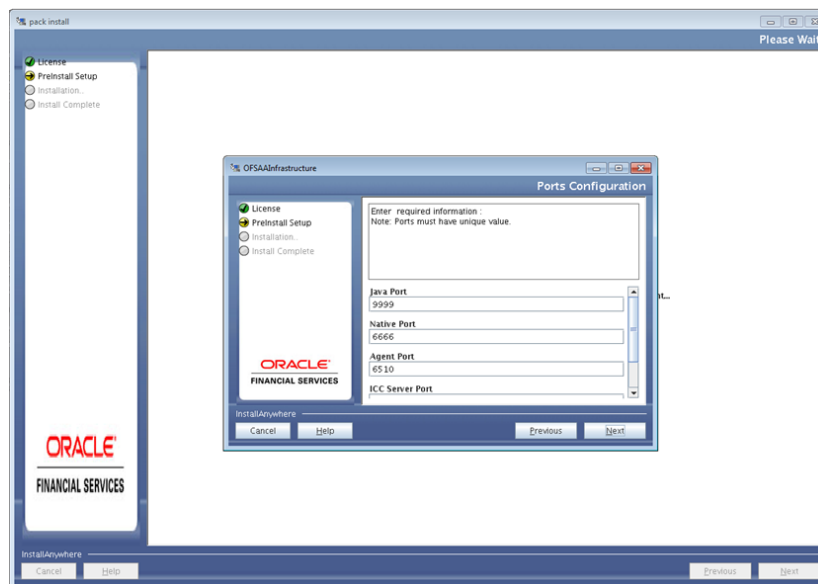 pack install
Please Wait
License
PreInstall Setup
Installation..
Install Complete
OFSAAInfrastructure
Ports Configuration
License
PreInstall Setup
Installation..
Install Complete
Enter required information :
Note: Ports must have unique value.
Java Port
9999
Native Port
6666
Agent Port
6510
ICC Server Port
ORACLE
FINANCIAL SERVICES
InstallAnywhere
Cancel
Help
Previous
Next
ORACLE
FINANCIAL SERVICES
InstallAnywhere
Cancel
Help
Previous
Next